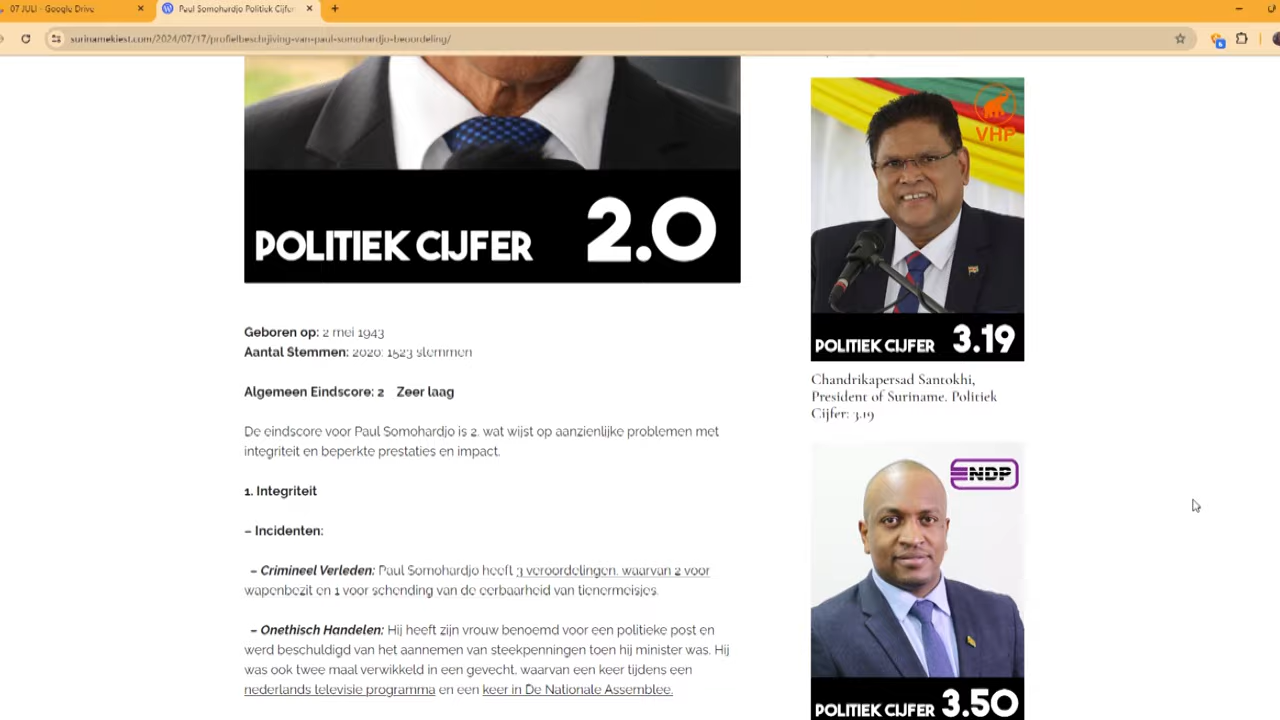 07 JULI - Google Drive
Paul Somohardjo Politiek Cijfer
surinamekiest.com/2024/07/17/profielbeschrijving-van-paul-somohardjo-beoordeling/
POLITIEK CIJFER 2.0
Geboren op: 2 mei 1943
Aantal Stemmen: 2020: 1523 stemmen
Algemeen Eindscore: 2 Zeer laag
De eindscore voor Paul Somohardjo is 2, wat wijst op aanzienlijke problemen met
integriteit en beperkte prestaties en impact.
1. Integriteit
– Incidenten:
– Crimineel Verleden: Paul Somohardjo heeft 3 veroordelingen, waarvan 2 voor
wapenbezit en 1 voor schending van de eerbaarheid van tienermeisjes.
– Onethisch Handelen: Hij heeft zijn vrouw benoemd voor een politieke post en
werd beschuldigd van het aannemen van steekpenningen toen hij minister was. Hij
was ook twee maal verwikkeld in een gevecht, waarvan een keer tijdens een
nederlands televisie programma en een keer in De Nationale Assemblee.
VHP
POLITIEK CIJFER 3.19
Chandrikapersad Santokhi,
President of Suriname. Politiek
Cijfer: 3.19
NDP
POLITIEK CIJFER 3.50